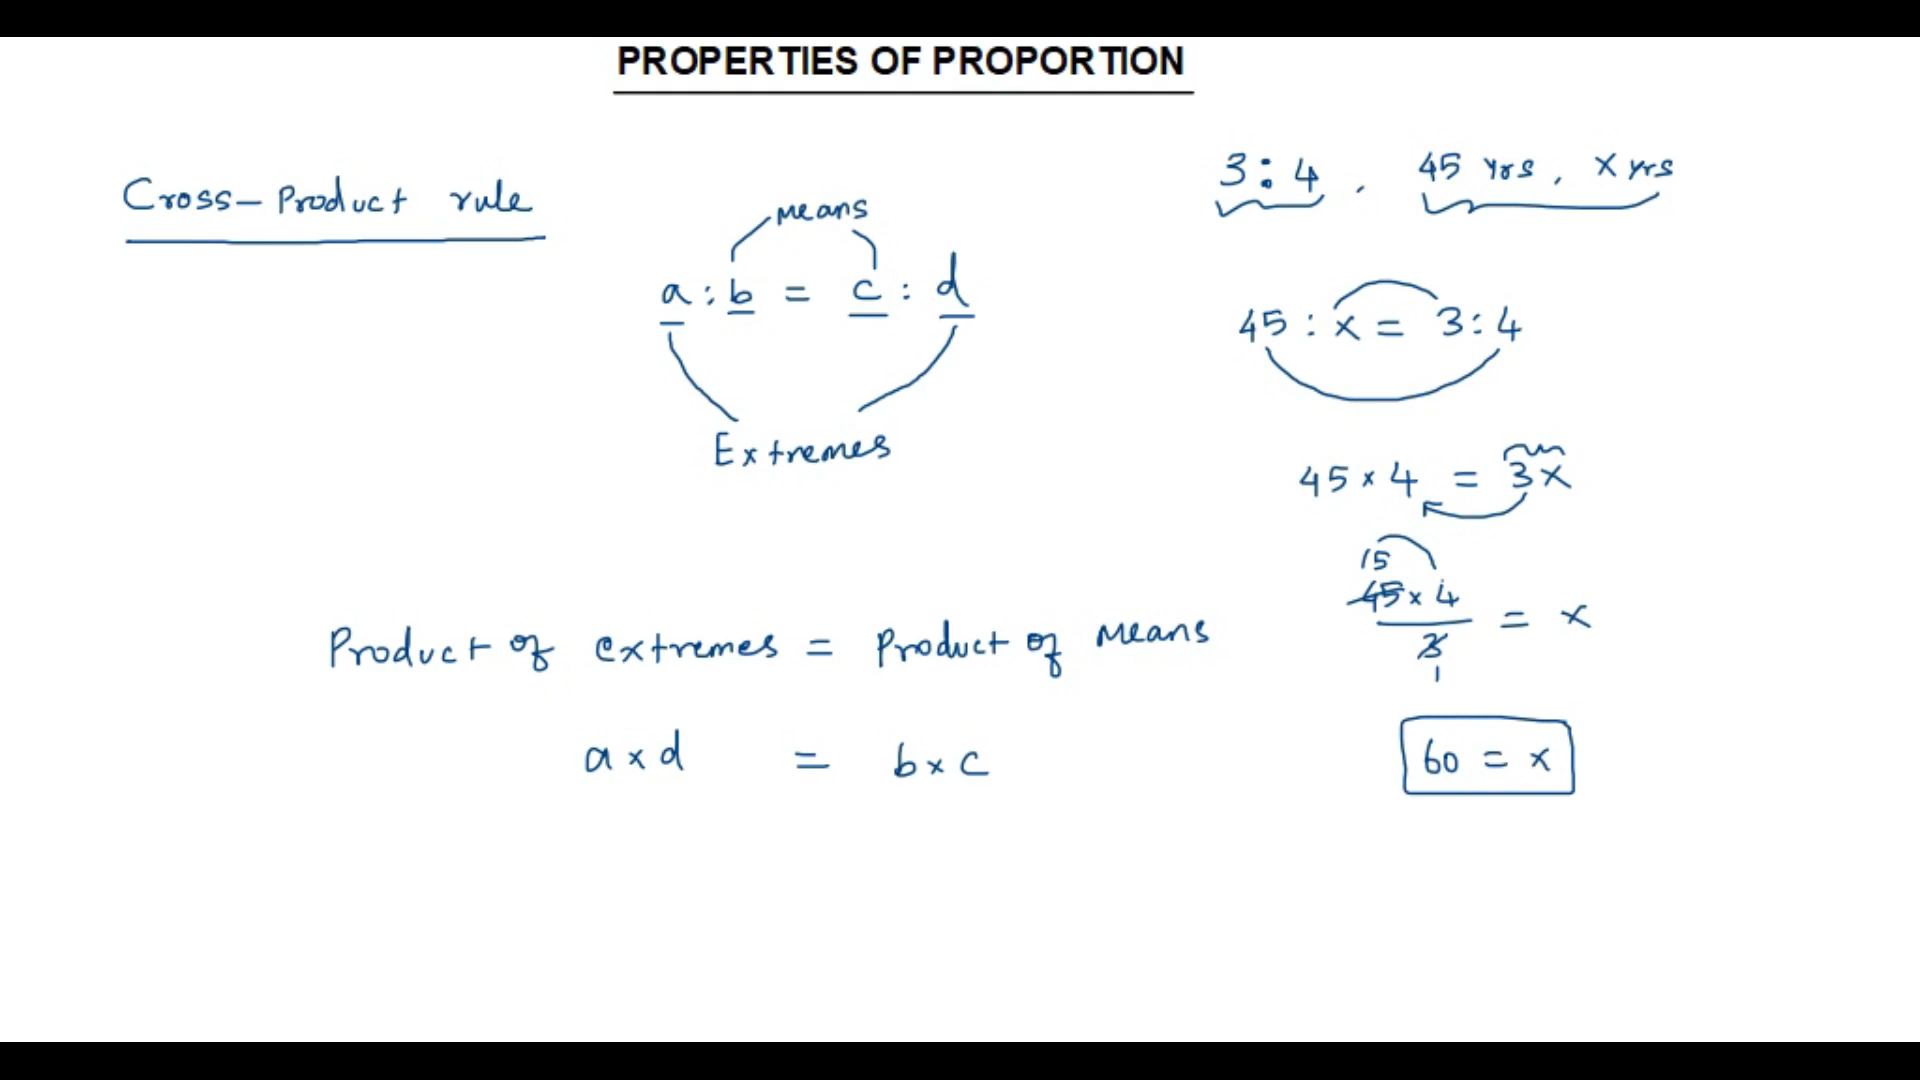 PROPERTIES OF PROPORTION
Cross-Product rule
means
a : b = c : d
Extremes
Product of extremes = Product of means
a × d = b × c
3 : 4 , 45 yrs , x yrs
45 : x = 3 : 4
45 × 4 = 3x
15
45 × 4
= x
3
1
60 = x